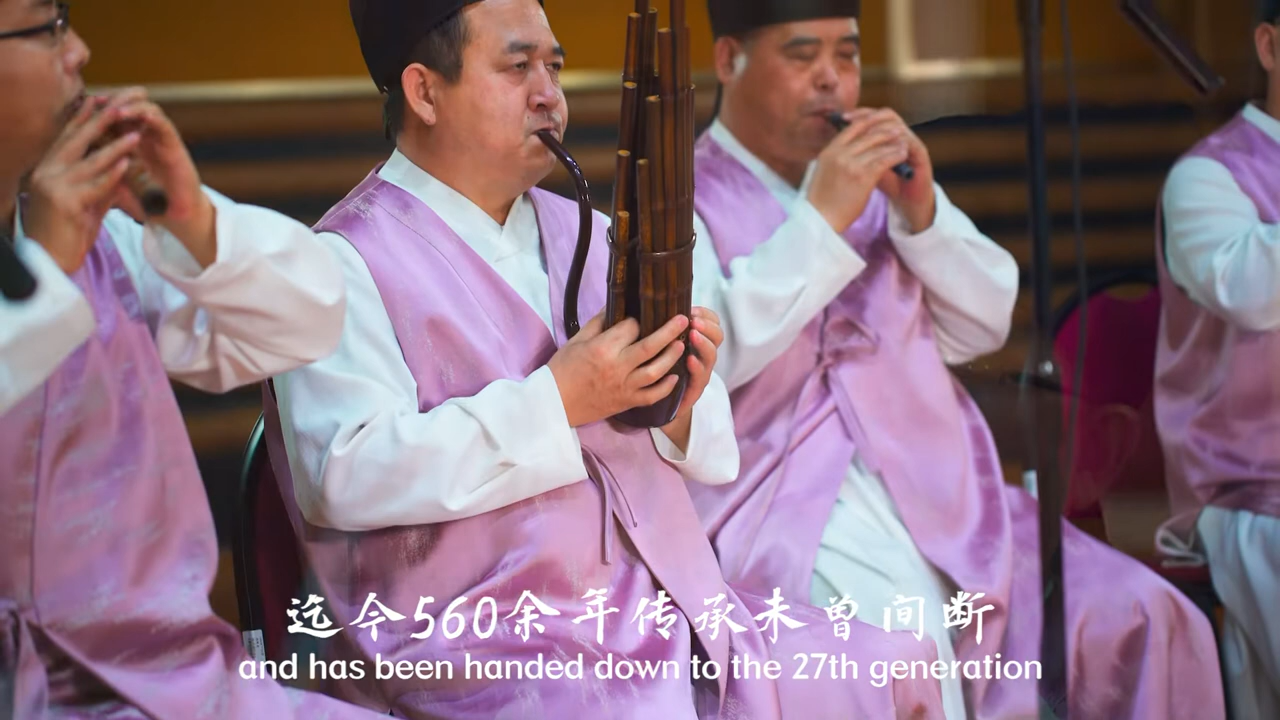 迄今560余年传承未曾间断
and has been handed down to the 27th generation